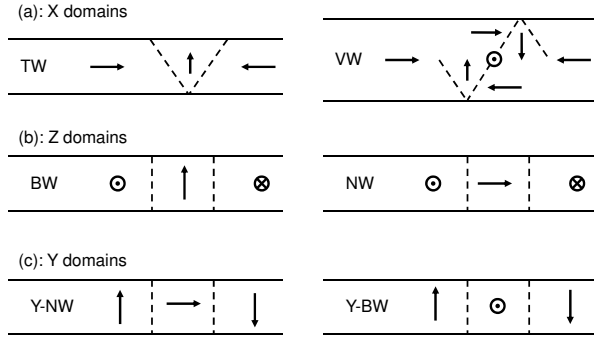 (a): X domains
TW
VW
(b): Z domains
BW
NW
(c): Y domains
Y-NW
Y-BW